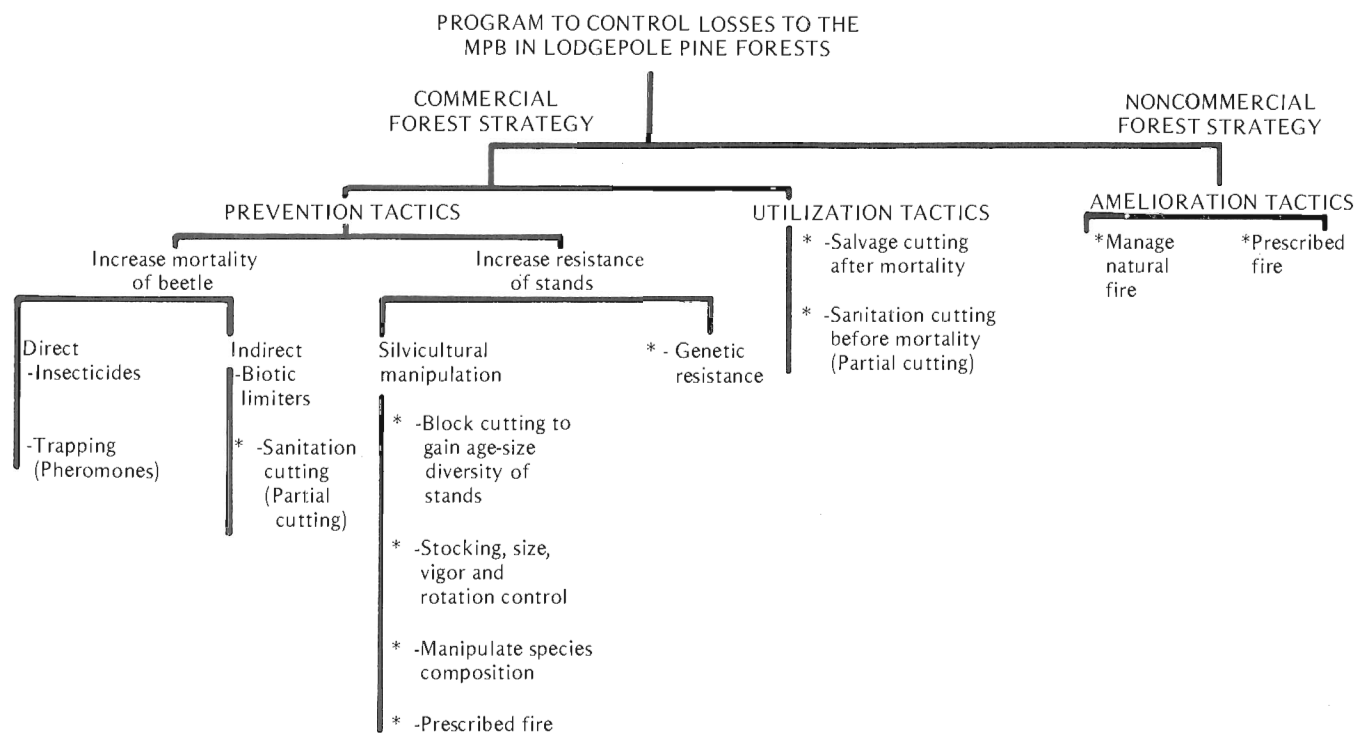 PROGRAM TO CONTROL LOSSES TO THE
MPB IN LODGEPOLE PINE FORESTS
COMMERCIAL
FOREST STRATEGY
NONCOMMERCIAL
FOREST STRATEGY
PREVENTION TACTICS
UTILIZATION TACTICS
AMELIORATION TACTICS
Increase mortality
of beetle
Increase resistance
of stands
* -Salvage cutting
after mortality
* -Sanitation cutting
before mortality
(Partial cutting)
*Manage
natural
fire
*Prescribed
fire
Direct
-Insecticides
-Trapping
(Pheromones)
Indirect
-Biotic
limiters
* -Sanitation
cutting
(Partial
cutting)
Silvicultural
manipulation
* -Block cutting to
gain age-size
diversity of
stands
* -Stocking, size,
vigor and
rotation control
* -Manipulate species
composition
* -Prescribed fire
* - Genetic
resistance